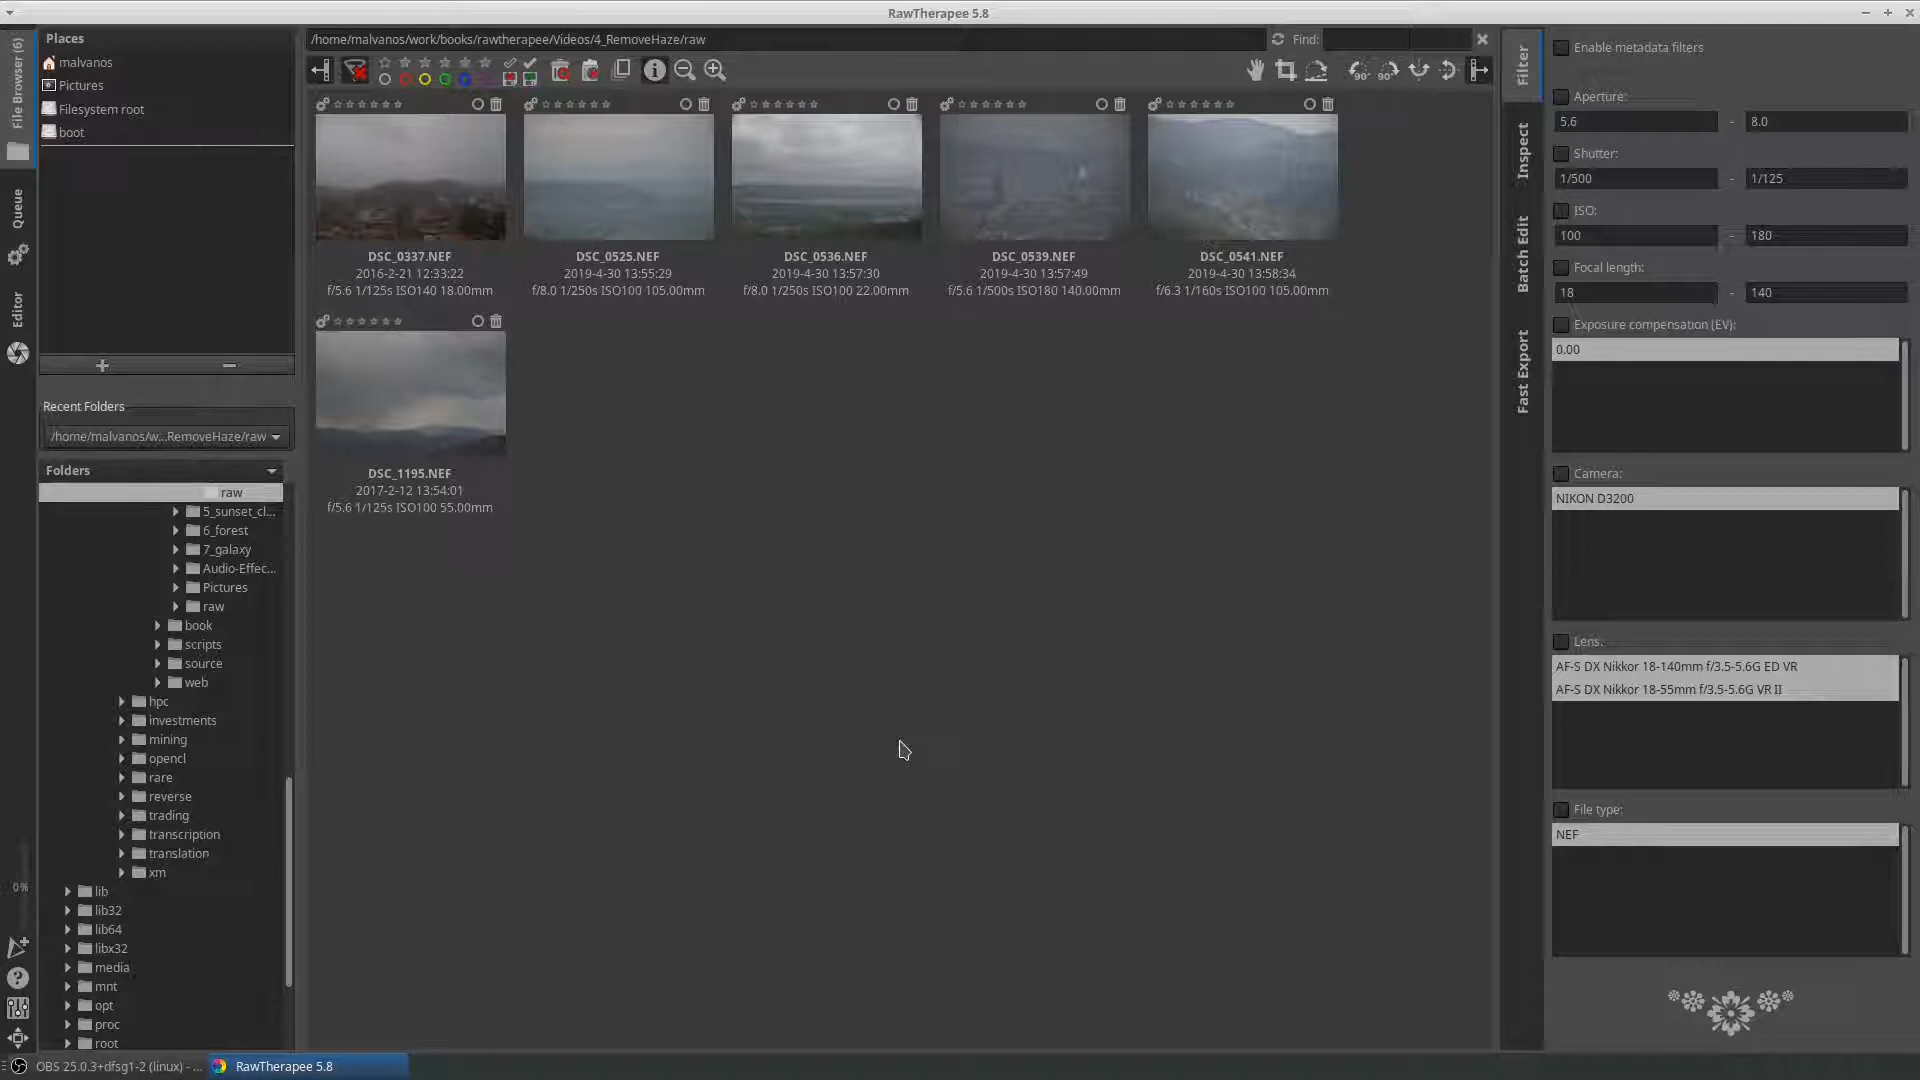 RawTherapee 5.8
File Browser (6)
Queue
Editor
0%
Places
malvanos
Pictures
Filesystem root
boot
Recent Folders
/home/malvanos/w...RemoveHaze/raw
Folders
raw
5_sunset_cl...
6_forest
7_galaxy
Audio-Effec...
Pictures
raw
book
scripts
source
web
hpc
investments
mining
opencl
rare
reverse
trading
transcription
translation
xm
lib
lib32
lib64
libx32
media
mnt
opt
proc
root
/home/malvanos/work/books/rawtherapee/Videos/4_RemoveHaze/raw
Find:
90°
90°
DSC_0337.NEF
2016-2-21 12:33:22
f/5.6 1/125s ISO140 18.00mm
DSC_0525.NEF
2019-4-30 13:55:29
f/8.0 1/250s ISO100 105.00mm
DSC_0536.NEF
2019-4-30 13:57:30
f/8.0 1/250s ISO100 22.00mm
DSC_0539.NEF
2019-4-30 13:57:49
f/5.6 1/500s ISO180 140.00mm
DSC_0541.NEF
2019-4-30 13:58:34
f/6.3 1/160s ISO100 105.00mm
DSC_1195.NEF
2017-2-12 13:54:01
f/5.6 1/125s ISO100 55.00mm
Filter
Inspect
Batch Edit
Fast Export
Enable metadata filters
Aperture:
5.6 - 8.0
Shutter:
1/500 - 1/125
ISO:
100 - 180
Focal length:
18 - 140
Exposure compensation (EV):
0.00
Camera:
NIKON D3200
Lens:
AF-S DX Nikkor 18-140mm f/3.5-5.6G ED VR
AF-S DX Nikkor 18-55mm f/3.5-5.6G VR II
File type:
NEF
OBS 25.0.3+dfsg1-2 (linux) - ...
RawTherapee 5.8